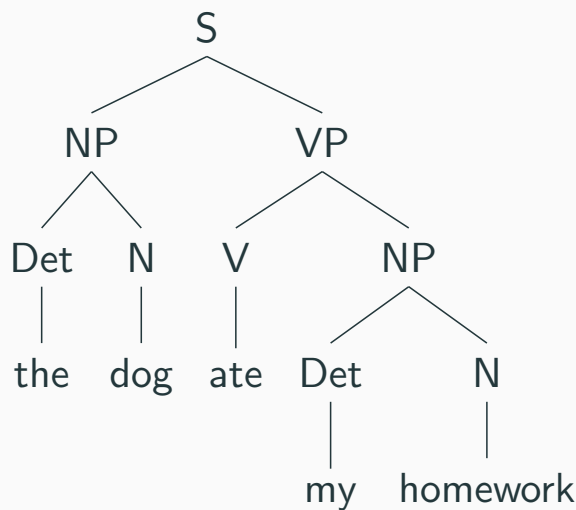 S
NP VP
Det N V NP
the dog ate Det N
my homework